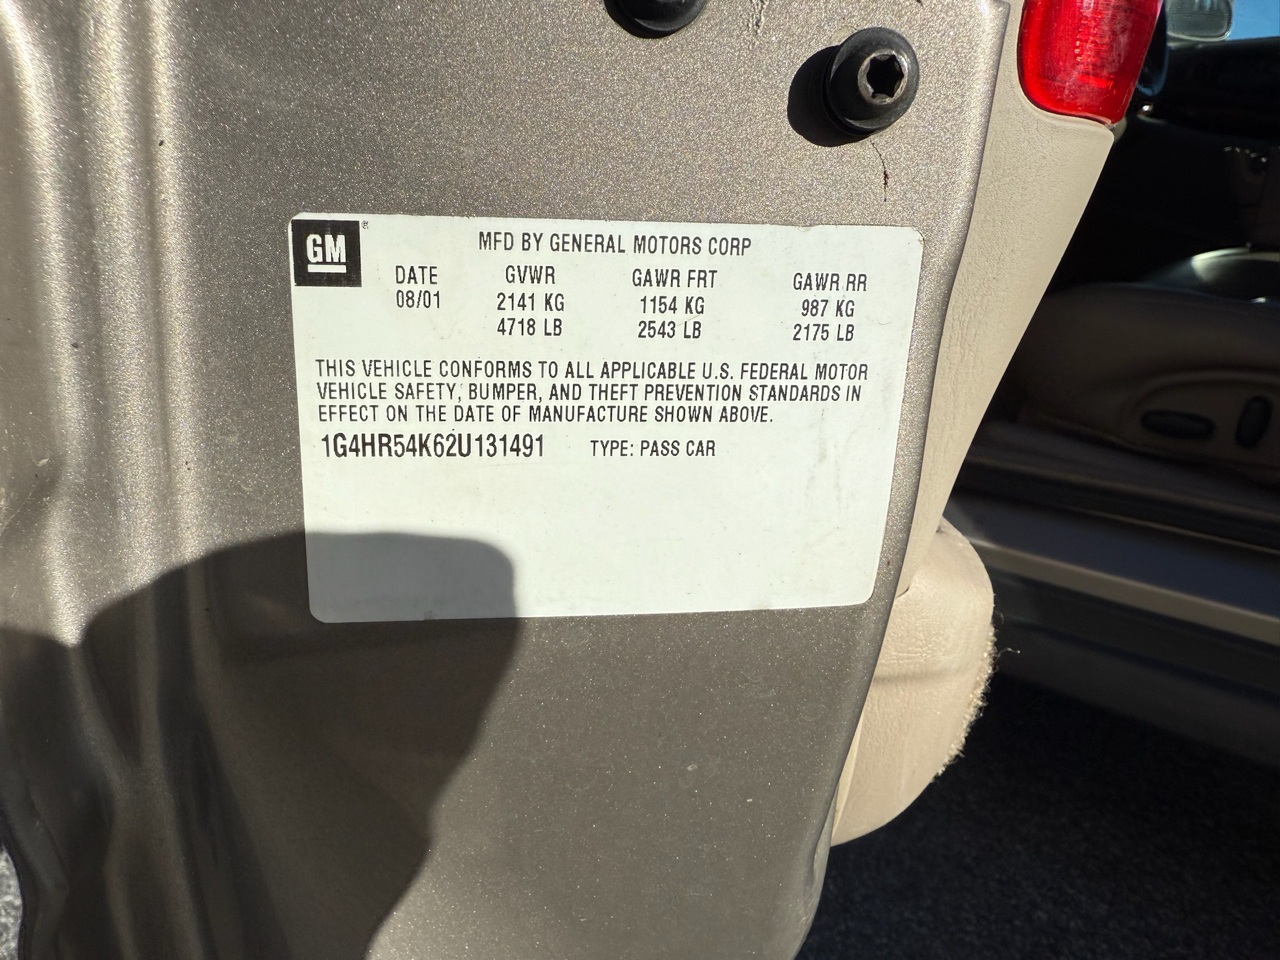 GM®
MFD BY GENERAL MOTORS CORP
DATE GVWR GAWR FRT GAWR RR
08/01 2141 KG 1154 KG 987 KG
4718 LB 2543 LB 2175 LB
THIS VEHICLE CONFORMS TO ALL APPLICABLE U.S. FEDERAL MOTOR
VEHICLE SAFETY, BUMPER, AND THEFT PREVENTION STANDARDS IN
EFFECT ON THE DATE OF MANUFACTURE SHOWN ABOVE.
1G4HR54K62U131491 TYPE: PASS CAR